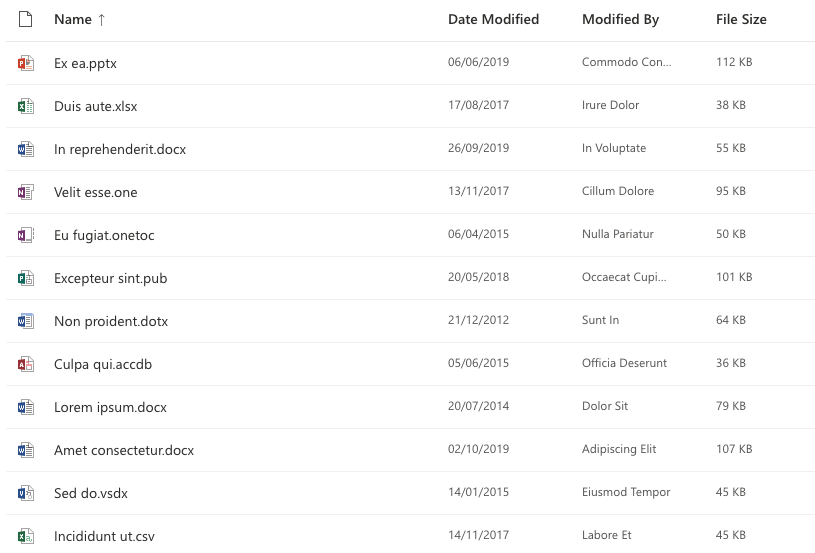 Name ↑ Date Modified Modified By File Size
Ex ea.pptx 06/06/2019 Commodo Con... 112 KB
Duis aute.xlsx 17/08/2017 Irure Dolor 38 KB
In reprehenderit.docx 26/09/2019 In Voluptate 55 KB
Velit esse.one 13/11/2017 Cillum Dolore 95 KB
Eu fugiat.onetoc 06/04/2015 Nulla Pariatur 50 KB
Excepteur sint.pub 20/05/2018 Occaecat Cupi... 101 KB
Non proident.dotx 21/12/2012 Sunt In 64 KB
Culpa qui.accdb 05/06/2015 Officia Deserunt 36 KB
Lorem ipsum.docx 20/07/2014 Dolor Sit 79 KB
Amet consectetur.docx 02/10/2019 Adipiscing Elit 107 KB
Sed do.vsdx 14/01/2015 Eiusmod Tempor 45 KB
Incididunt ut.csv 14/11/2017 Labore Et 45 KB